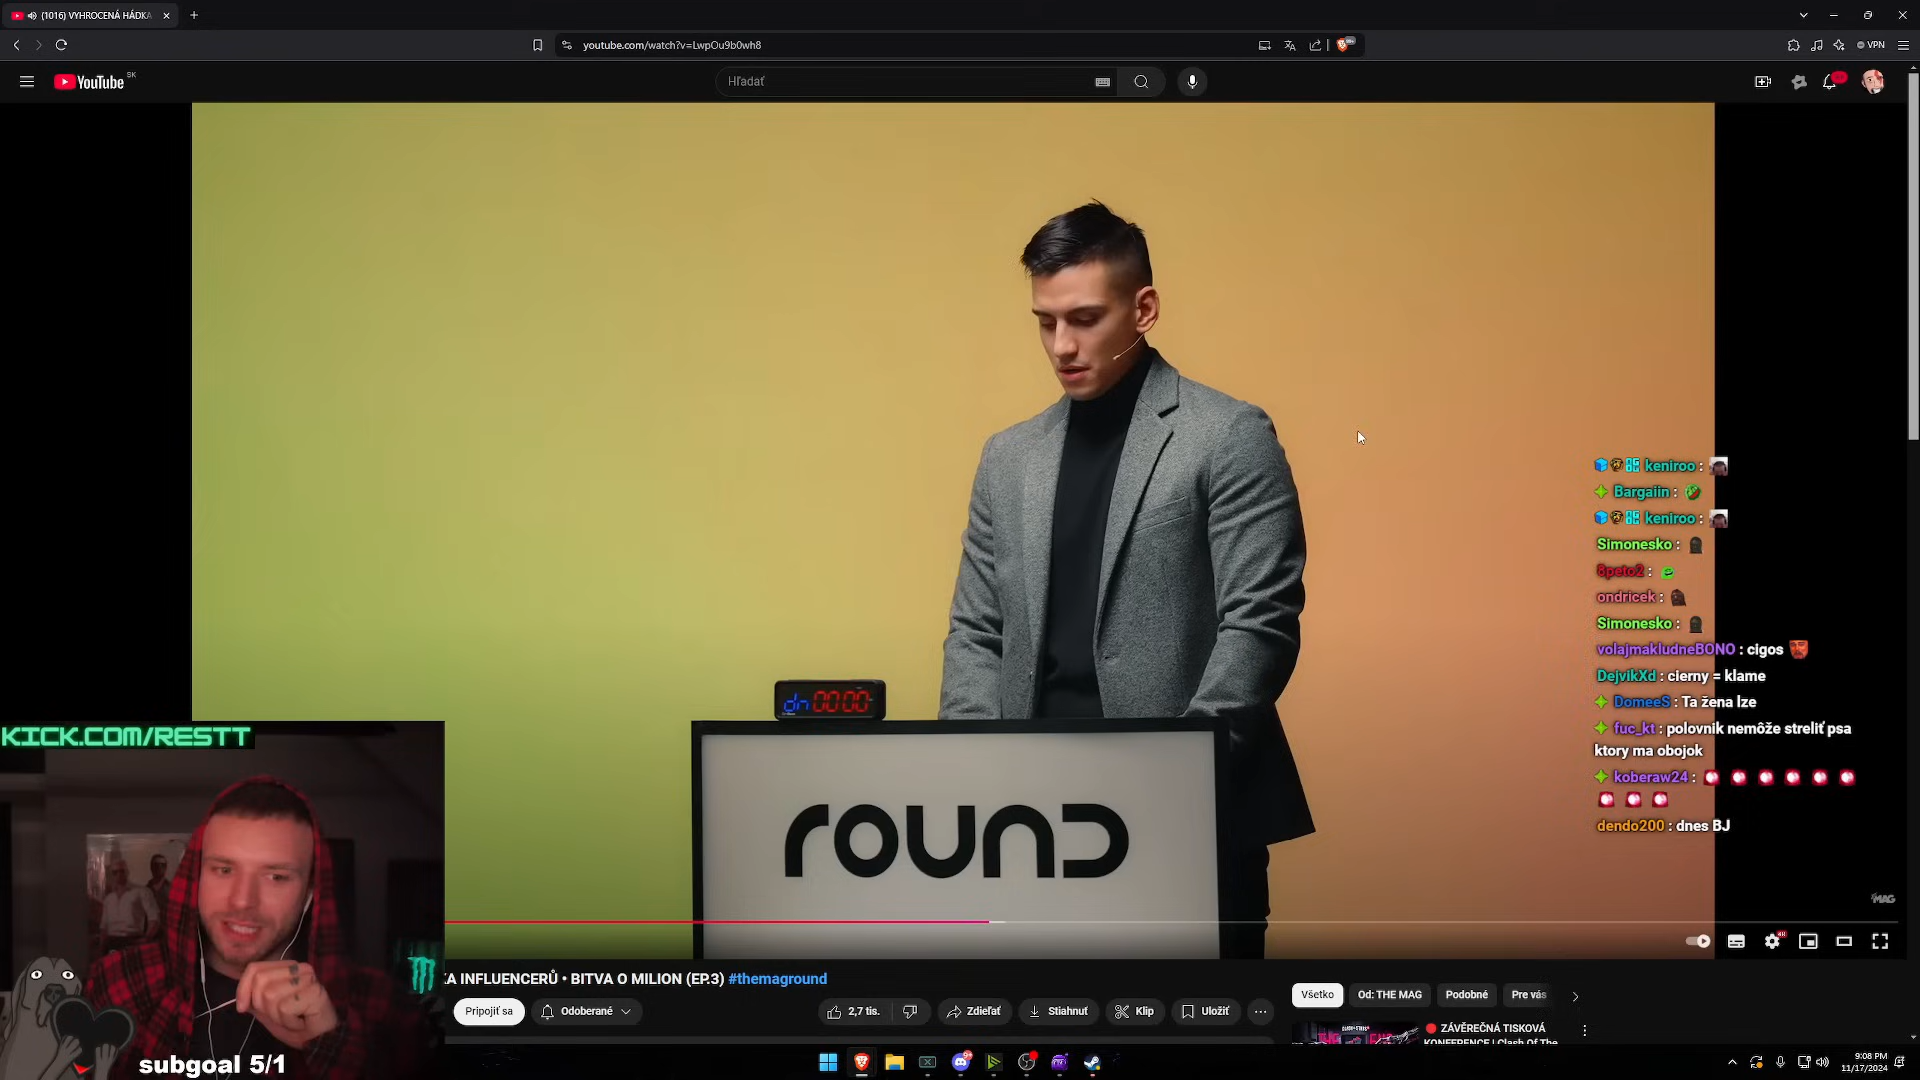 (1016) VYHROCENÁ HÁDKA
youtube.com/watch?v=LwpOu9b0wh8
VPN
YouTube SK
Hľadať
keniroo :
Bargaiin :
keniroo :
Simonesko :
8peto2 :
ondricek :
Simonesko :
volajmakludneBONO : cigos
DejvikXd : cierny = klame
DomeeS : Ta žena lze
fuc_kt : polovnik nemôže streliť psa
ktory ma obojok
koberaw24 :
dendo200 : dnes BJ
dn 00:00
round
MAG
KICK.COM/RESTT
KA INFLUENCERŮ • BITVA O MILION (EP.3) #themaground
Pripojiť sa
Odoberané
2,7 tis.
Zdieľať
Stiahnuť
Klip
Uložiť
Všetko
Od: THE MAG
Podobné
Pre vás
ZÁVĚREČNÁ TISKOVÁ
KONFERENCE | Clash Of The
subgoal 5/1
9:08 PM
11/17/2024